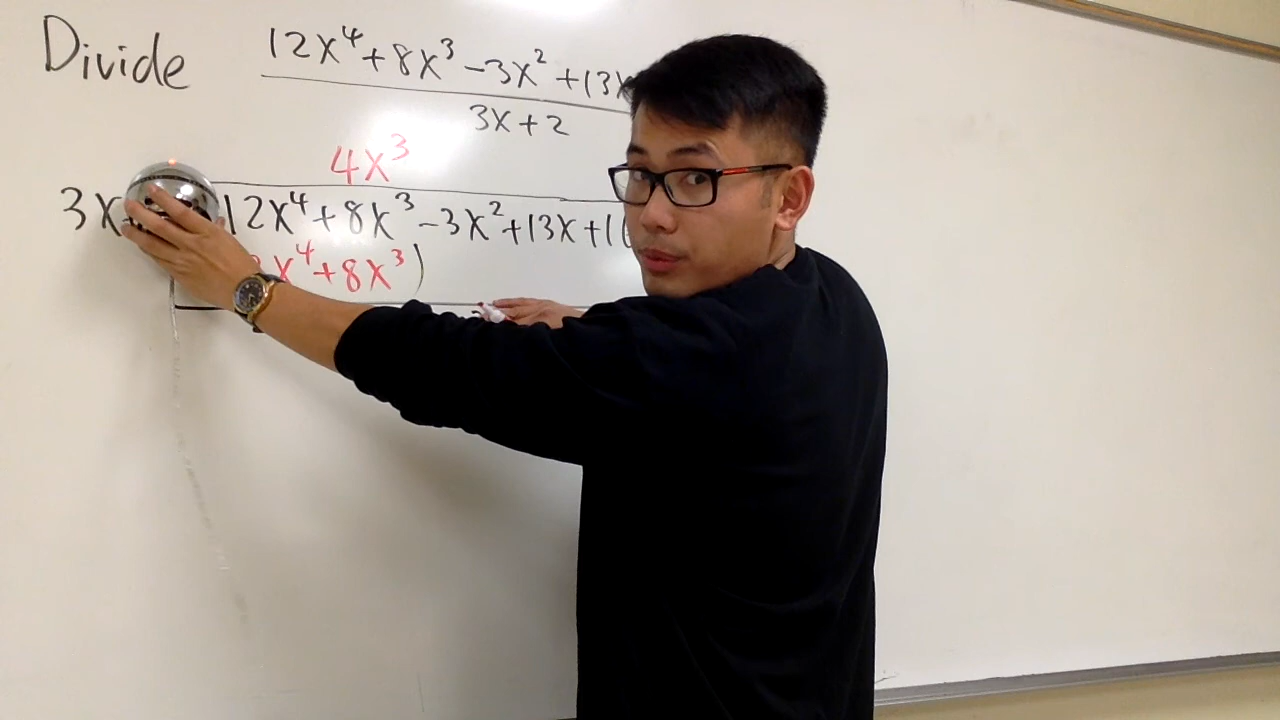 Divide
12x⁴+8x³-3x²+13x
3x+2
4x³
3x 12x⁴+8x³-3x²+13x+1
x⁴+8x³)